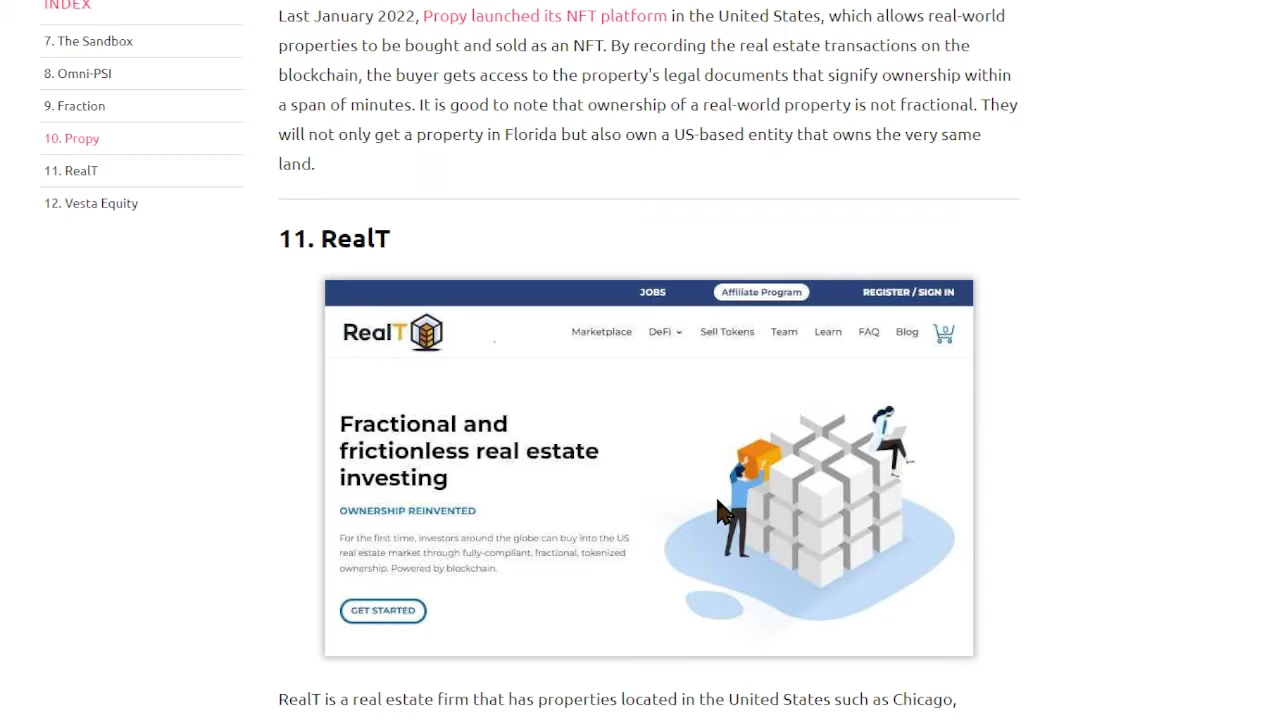 INDEX
7. The Sandbox
8. Omni-PSI
9. Fraction
10. Propy
11. RealT
12. Vesta Equity
Last January 2022, Propy launched its NFT platform in the United States, which allows real-world
properties to be bought and sold as an NFT. By recording the real estate transactions on the
blockchain, the buyer gets access to the property's legal documents that signify ownership within
a span of minutes. It is good to note that ownership of a real-world property is not fractional. They
will not only get a property in Florida but also own a US-based entity that owns the very same
land.
11. RealT
JOBS
Affiliate Program
REGISTER / SIGN IN
RealT
Marketplace
DeFi
Sell Tokens
Team
Learn
FAQ
Blog
0
Fractional and
frictionless real estate
investing
OWNERSHIP REINVENTED
For the first time, investors around the globe can buy into the US
real estate market through fully-compliant, fractional, tokenized
ownership. Powered by blockchain.
GET STARTED
RealT is a real estate firm that has properties located in the United States such as Chicago,